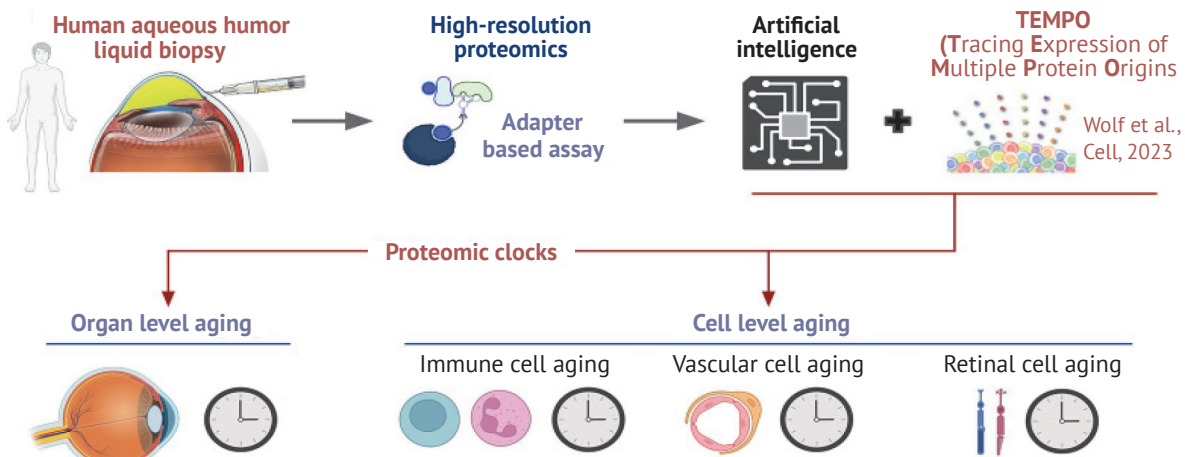 Human aqueous humor
liquid biopsy
High-resolution
proteomics
Adapter
based assay
Artificial
intelligence
TEMPO
(Tracing Expression of
Multiple Protein Origins
Wolf et al.,
Cell, 2023
Proteomic clocks
Organ level aging
Cell level aging
Immune cell aging
Vascular cell aging
Retinal cell aging